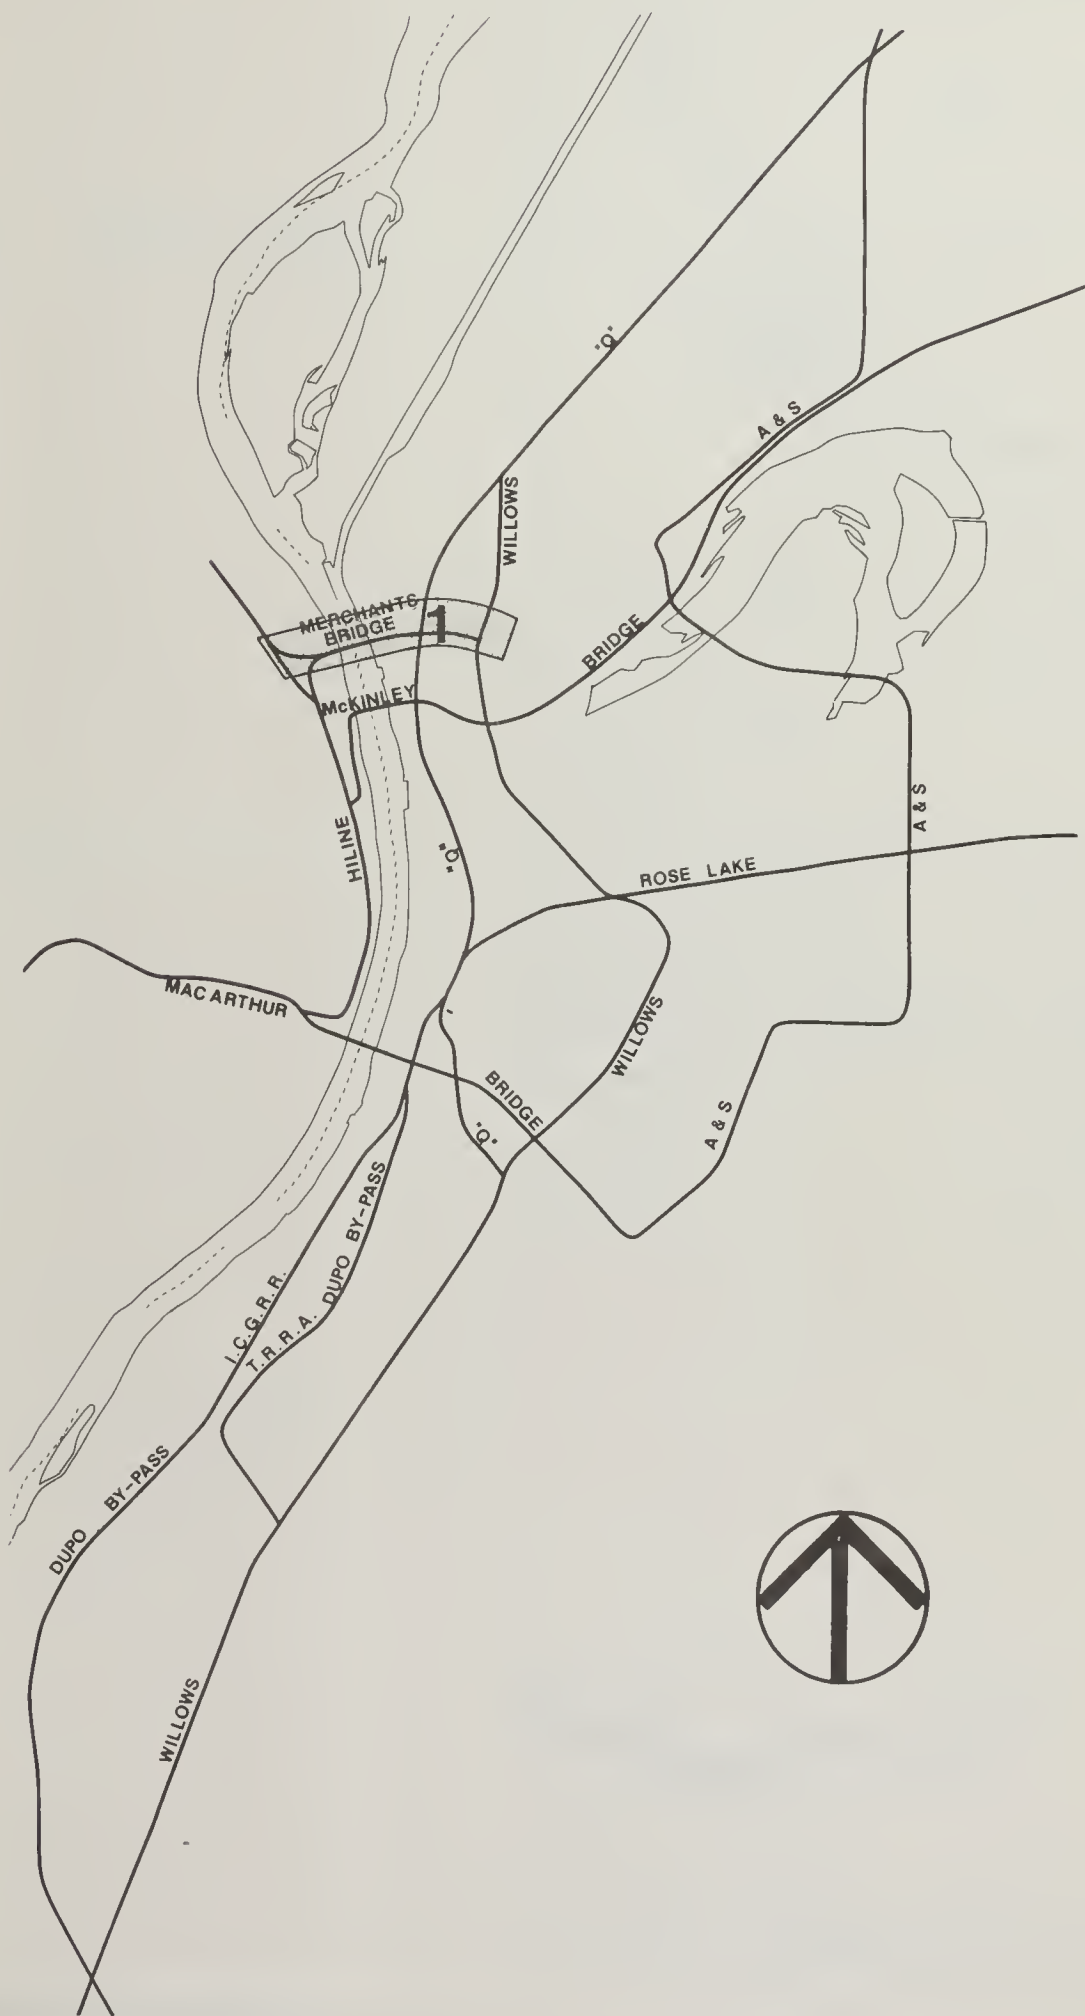 "Q"
A & S
WILLOWS
MERCHANTS
BRIDGE
1
BRIDGE
McKINLEY
A & S
HILINE
"Q"
ROSE LAKE
MAC ARTHUR
WILLOWS
BRIDGE
A & S
"Q"
DUPO BY-PASS
I.C.G.R.R.
T.R.R.A.
DUPO BY-PASS
WILLOWS